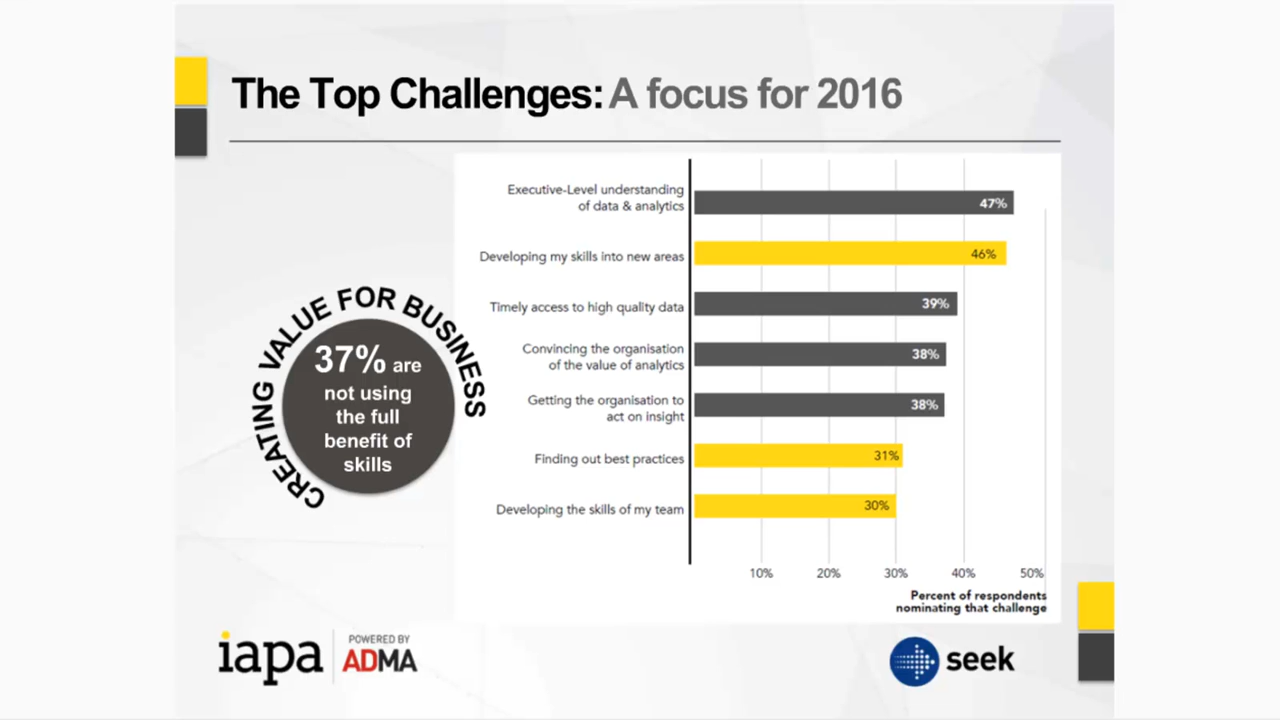 The Top Challenges: A focus for 2016
CREATING VALUE FOR BUSINESS
37% are
not using
the full
benefit of
skills
Executive-Level understanding
of data & analytics
47%
Developing my skills into new areas
46%
Timely access to high quality data
39%
Convincing the organisation
of the value of analytics
38%
Getting the organisation to
act on insight
38%
Finding out best practices
31%
Developing the skills of my team
30%
10% 20% 30% 40% 50%
Percent of respondents
nominating that challenge
iapa
POWERED BY
ADMA
seek